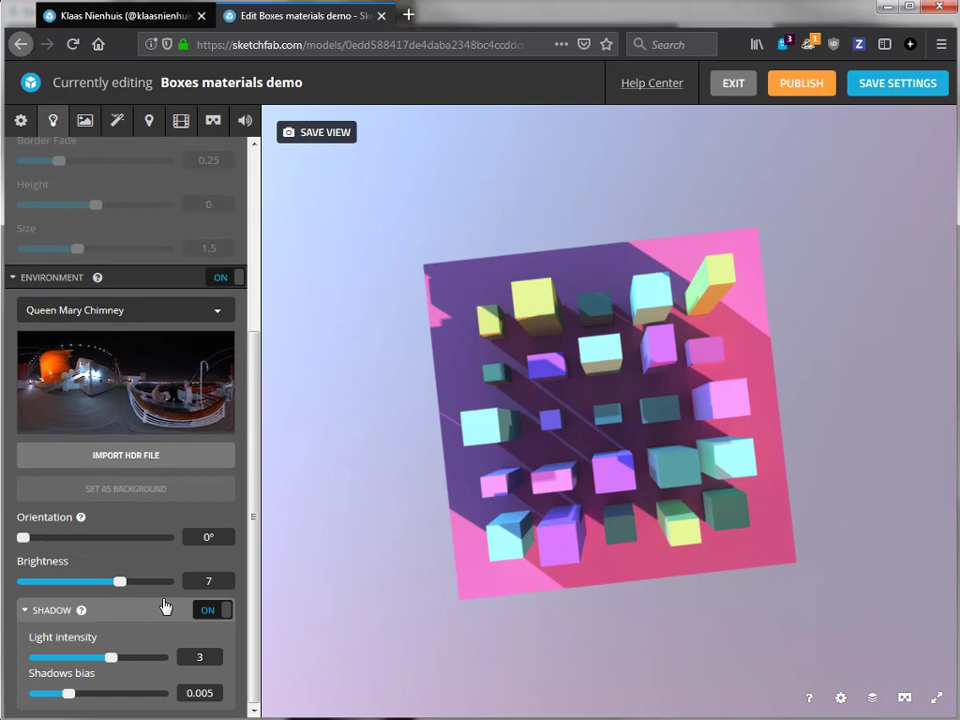 Klaas Nienhuis (@klaasnienhu
Edit Boxes materials demo - Sk
https://sketchfab.com/models/0edd588417de4daba2348bc4ccddc
Search
3
1
Z
Currently editing Boxes materials demo
Help Center
EXIT
PUBLISH
SAVE SETTINGS
SAVE VIEW
Border Fade
0.25
Height
0
Size
1.5
ENVIRONMENT ?
ON
Queen Mary Chimney
IMPORT HDR FILE
SET AS BACKGROUND
Orientation ?
0°
Brightness
7
SHADOW ?
ON
Light intensity
3
Shadows bias
0.005
?